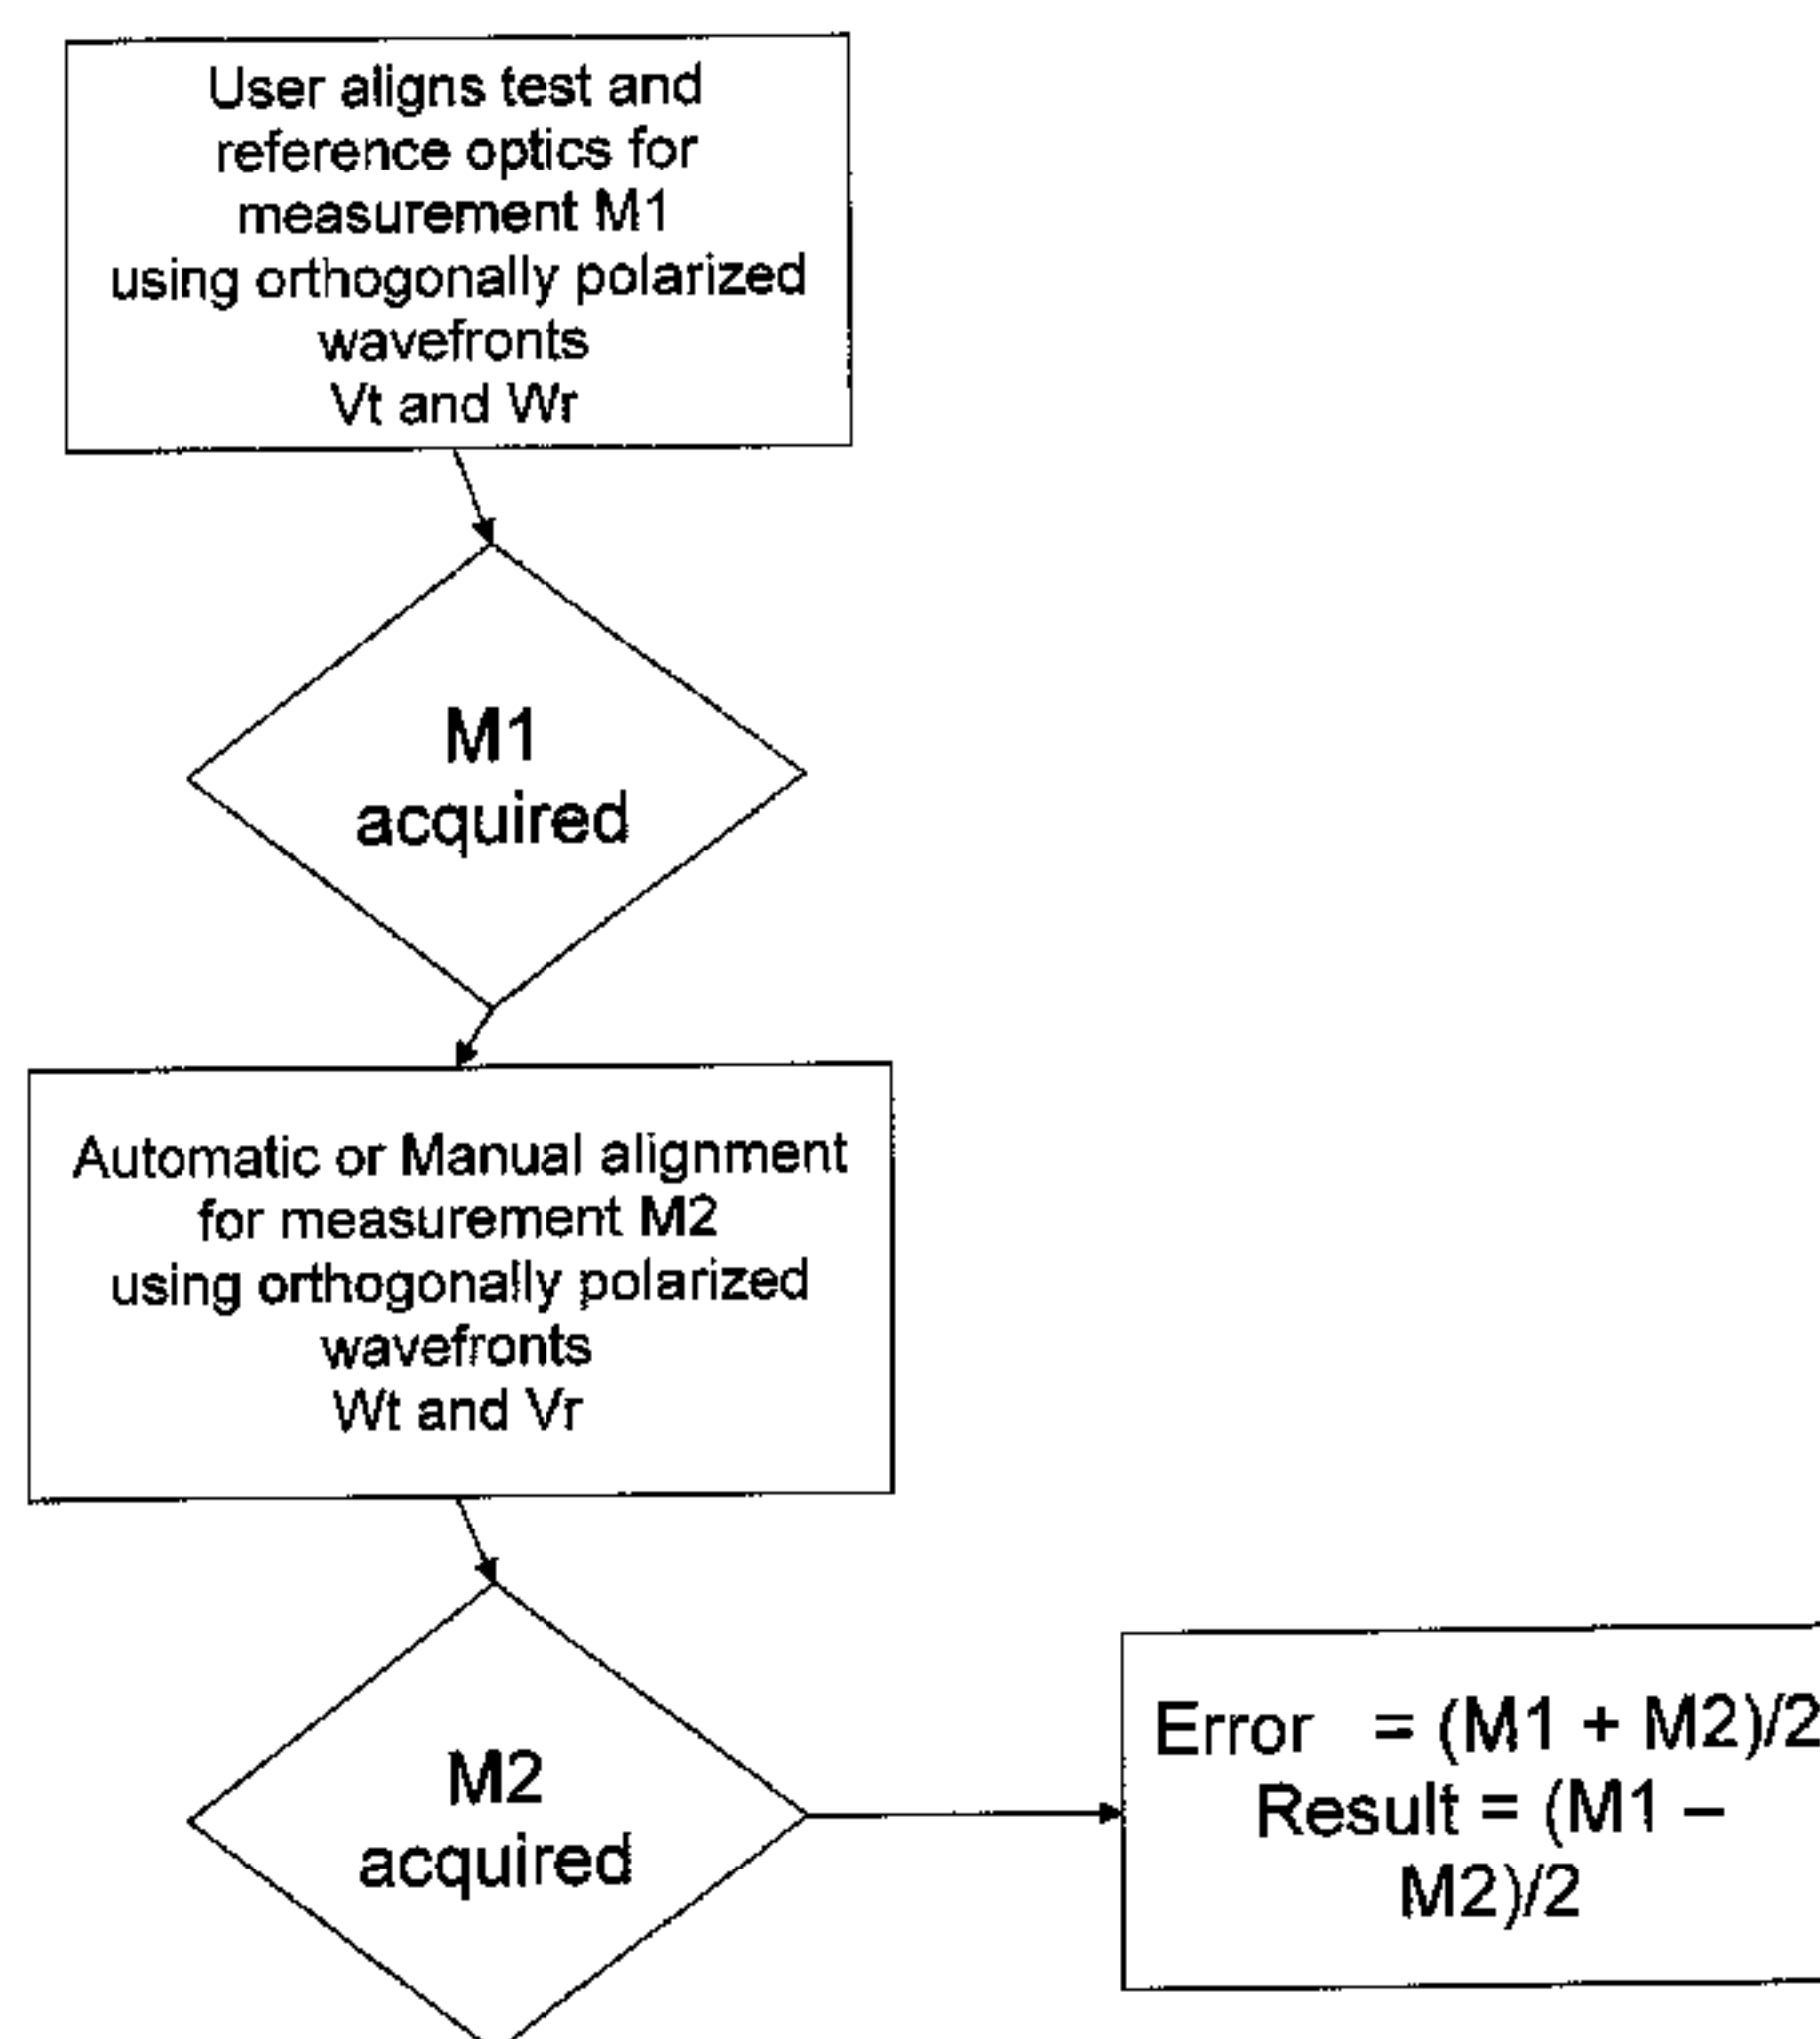 User aligns test and
reference optics for
measurement M1
using orthogonally polarized
wavefronts
Vt and Wr
M1
acquired
Automatic or Manual alignment
for measurement M2
using orthogonally polarized
wavefronts
Wt and Vr
M2
acquired
Error = (M1 + M2)/2
Result = (M1 –
M2)/2